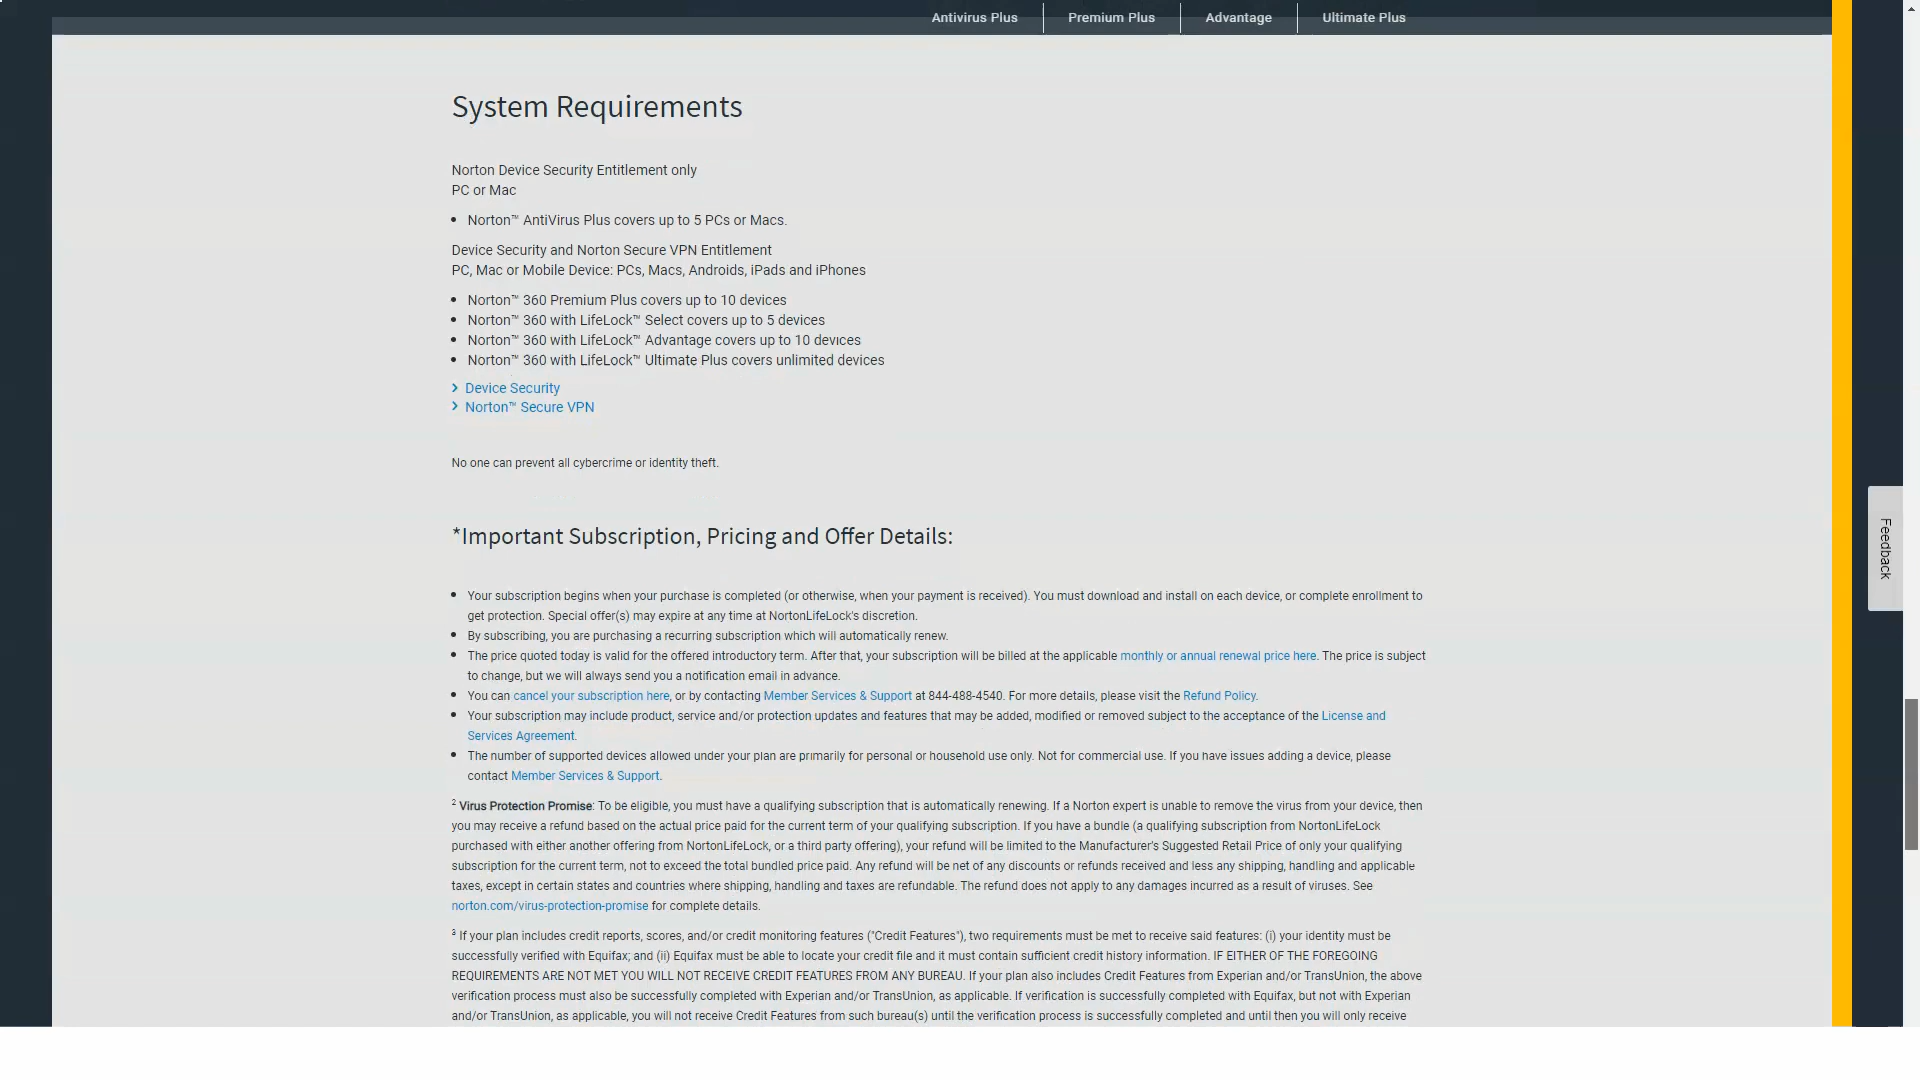 Antivirus Plus
Premium Plus
Advantage
Ultimate Plus
System Requirements
Norton Device Security Entitlement only
PC or Mac
• Norton™ AntiVirus Plus covers up to 5 PCs or Macs.
Device Security and Norton Secure VPN Entitlement
PC, Mac or Mobile Device: PCs, Macs, Androids, iPads and iPhones
• Norton™ 360 Premium Plus covers up to 10 devices
• Norton™ 360 with LifeLock™ Select covers up to 5 devices
• Norton™ 360 with LifeLock™ Advantage covers up to 10 devices
• Norton™ 360 with LifeLock™ Ultimate Plus covers unlimited devices
> Device Security
> Norton™ Secure VPN
No one can prevent all cybercrime or identity theft.
*Important Subscription, Pricing and Offer Details:
• Your subscription begins when your purchase is completed (or otherwise, when your payment is received). You must download and install on each device, or complete enrollment to
get protection. Special offer(s) may expire at any time at NortonLifeLock's discretion.
• By subscribing, you are purchasing a recurring subscription which will automatically renew.
• The price quoted today is valid for the offered introductory term. After that, your subscription will be billed at the applicable monthly or annual renewal price here. The price is subject
to change, but we will always send you a notification email in advance.
• You can cancel your subscription here, or by contacting Member Services & Support at 844-488-4540. For more details, please visit the Refund Policy.
• Your subscription may include product, service and/or protection updates and features that may be added, modified or removed subject to the acceptance of the License and
Services Agreement.
• The number of supported devices allowed under your plan are primarily for personal or household use only. Not for commercial use. If you have issues adding a device, please
contact Member Services & Support.
2 Virus Protection Promise: To be eligible, you must have a qualifying subscription that is automatically renewing. If a Norton expert is unable to remove the virus from your device, then
you may receive a refund based on the actual price paid for the current term of your qualifying subscription. If you have a bundle (a qualifying subscription from NortonLifeLock
purchased with either another offering from NortonLifeLock, or a third party offering), your refund will be limited to the Manufacturer's Suggested Retail Price of only your qualifying
subscription for the current term, not to exceed the total bundled price paid. Any refund will be net of any discounts or refunds received and less any shipping, handling and applicable
taxes, except in certain states and countries where shipping, handling and taxes are refundable. The refund does not apply to any damages incurred as a result of viruses. See
norton.com/virus-protection-promise for complete details.
3 If your plan includes credit reports, scores, and/or credit monitoring features ("Credit Features"), two requirements must be met to receive said features: (i) your identity must be
successfully verified with Equifax; and (ii) Equifax must be able to locate your credit file and it must contain sufficient credit history information. IF EITHER OF THE FOREGOING
REQUIREMENTS ARE NOT MET YOU WILL NOT RECEIVE CREDIT FEATURES FROM ANY BUREAU. If your plan also includes Credit Features from Experian and/or TransUnion, the above
verification process must also be successfully completed with Experian and/or TransUnion, as applicable. If verification is successfully completed with Equifax, but not with Experian
and/or TransUnion, as applicable, you will not receive Credit Features from such bureau(s) until the verification process is successfully completed and until then you will only receive
Feedback